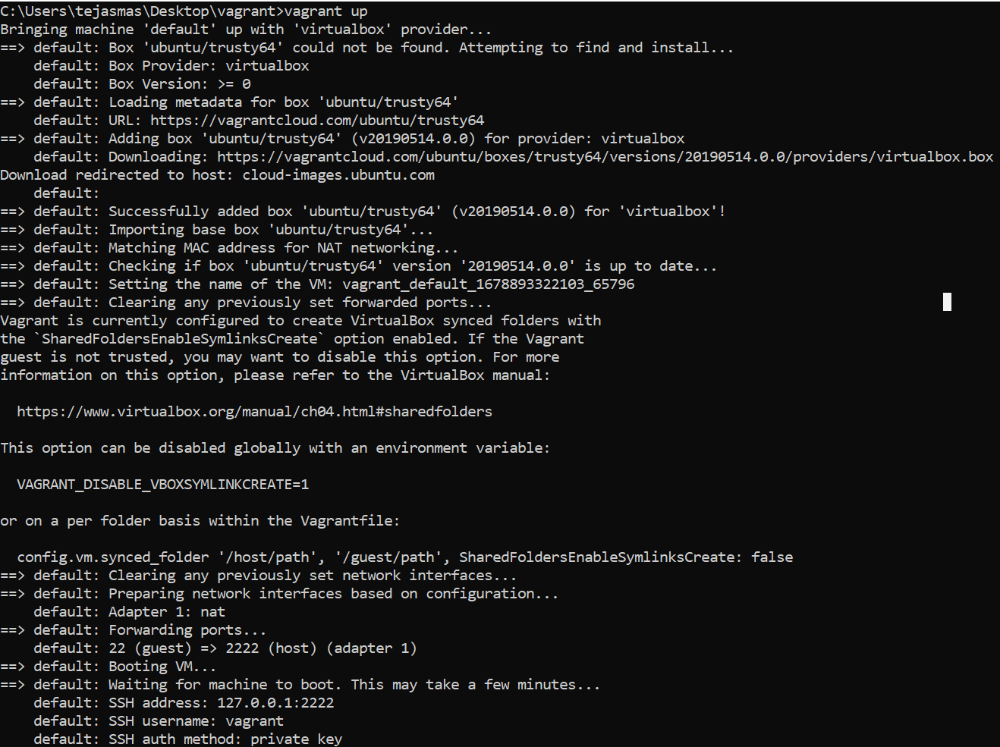 C:\Users\tejasmas\Desktop\vagrant>vagrant up
Bringing machine 'default' up with 'virtualbox' provider...
==> default: Box 'ubuntu/trusty64' could not be found. Attempting to find and install...
    default: Box Provider: virtualbox
    default: Box Version: >= 0
==> default: Loading metadata for box 'ubuntu/trusty64'
    default: URL: https://vagrantcloud.com/ubuntu/trusty64
==> default: Adding box 'ubuntu/trusty64' (v20190514.0.0) for provider: virtualbox
    default: Downloading: https://vagrantcloud.com/ubuntu/boxes/trusty64/versions/20190514.0.0/providers/virtualbox.box
Download redirected to host: cloud-images.ubuntu.com
    default:
==> default: Successfully added box 'ubuntu/trusty64' (v20190514.0.0) for 'virtualbox'!
==> default: Importing base box 'ubuntu/trusty64'...
==> default: Matching MAC address for NAT networking...
==> default: Checking if box 'ubuntu/trusty64' version '20190514.0.0' is up to date...
==> default: Setting the name of the VM: vagrant_default_1678893322103_65796
==> default: Clearing any previously set forwarded ports...
Vagrant is currently configured to create VirtualBox synced folders with
the `SharedFoldersEnableSymlinksCreate` option enabled. If the Vagrant
guest is not trusted, you may want to disable this option. For more
information on this option, please refer to the VirtualBox manual:

  https://www.virtualbox.org/manual/ch04.html#sharedfolders

This option can be disabled globally with an environment variable:

  VAGRANT_DISABLE_VBOXSYMLINKCREATE=1

or on a per folder basis within the Vagrantfile:

  config.vm.synced_folder '/host/path', '/guest/path', SharedFoldersEnableSymlinksCreate: false
==> default: Clearing any previously set network interfaces...
==> default: Preparing network interfaces based on configuration...
    default: Adapter 1: nat
==> default: Forwarding ports...
    default: 22 (guest) => 2222 (host) (adapter 1)
==> default: Booting VM...
==> default: Waiting for machine to boot. This may take a few minutes...
    default: SSH address: 127.0.0.1:2222
    default: SSH username: vagrant
    default: SSH auth method: private key